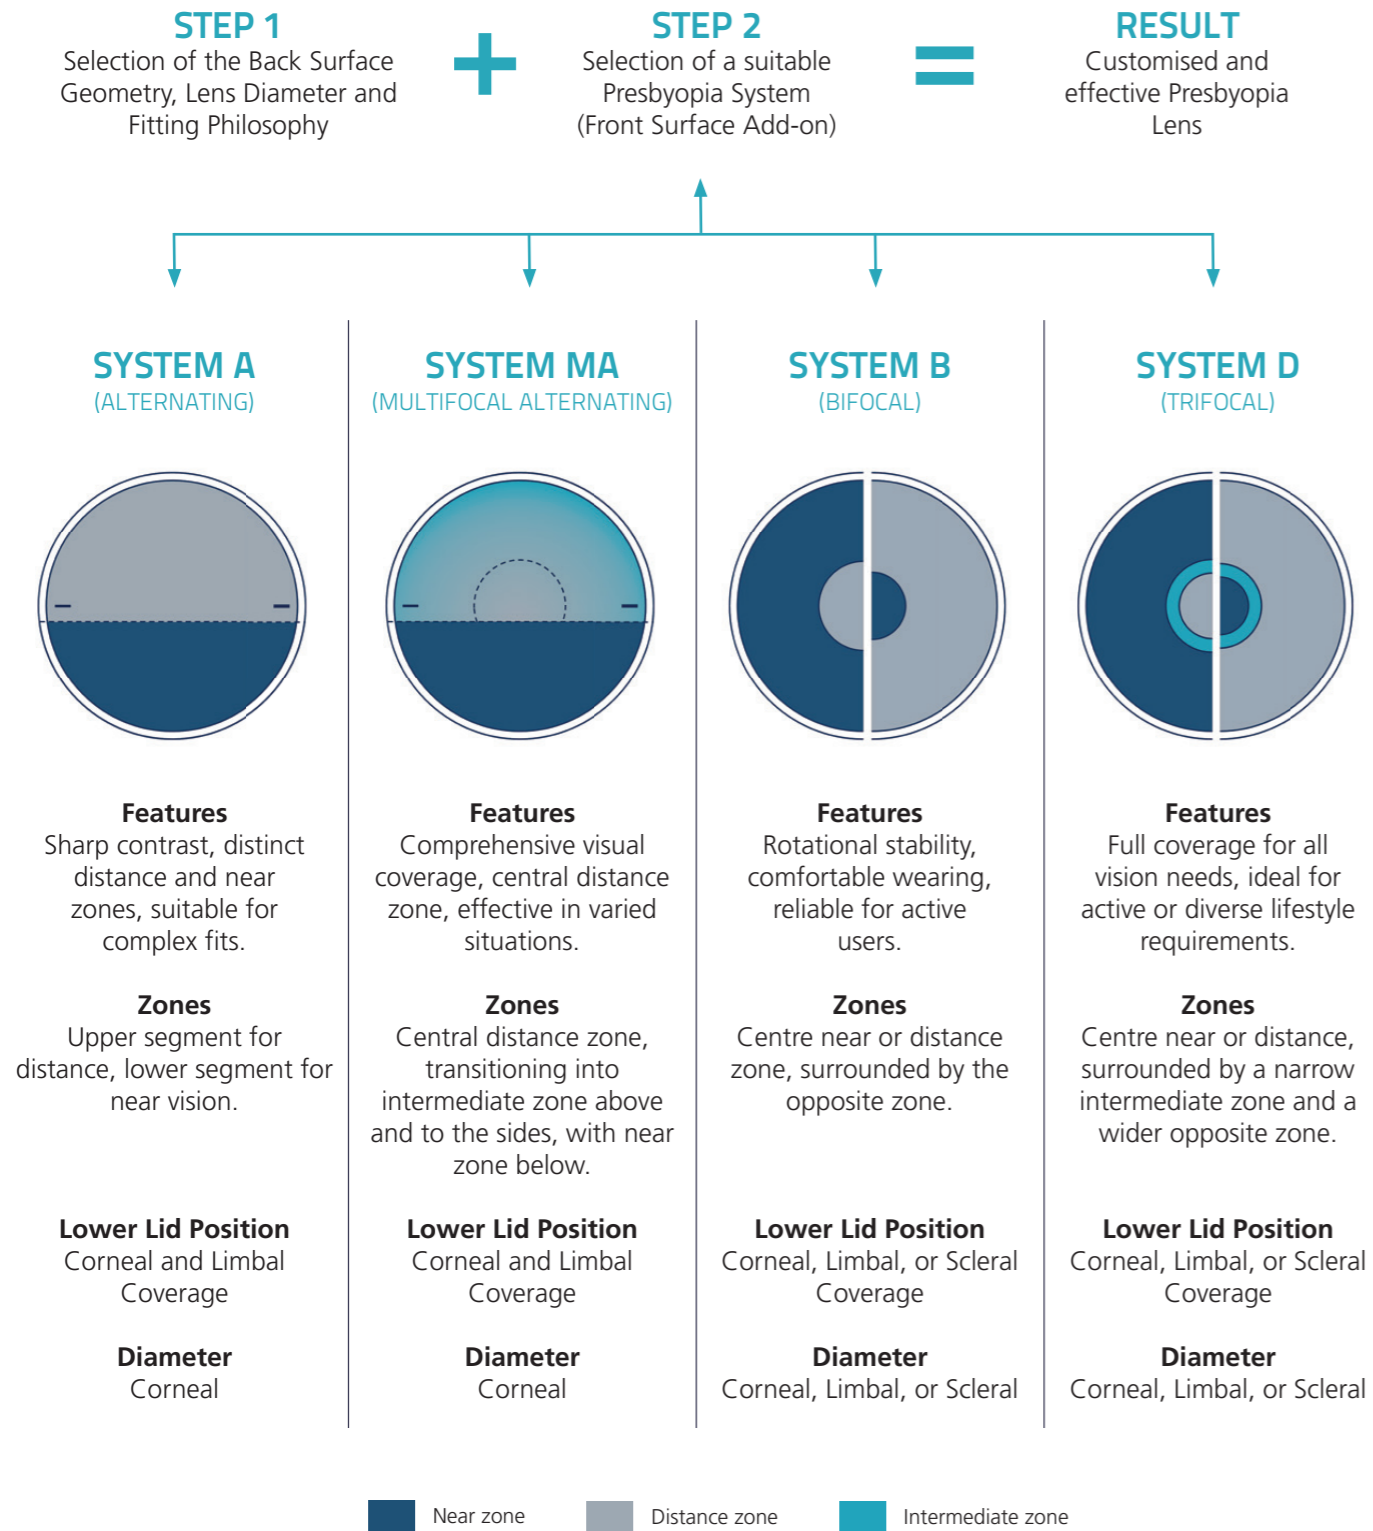 STEP 1
Selection of the Back Surface
Geometry, Lens Diameter and
Fitting Philosophy
+
STEP 2
Selection of a suitable
Presbyopia System
(Front Surface Add-on)
=
RESULT
Customised and
effective Presbyopia
Lens
SYSTEM A
(ALTERNATING)
Features
Sharp contrast, distinct
distance and near
zones, suitable for
complex fits.
Zones
Upper segment for
distance, lower segment for
near vision.
Lower Lid Position
Corneal and Limbal
Coverage
Diameter
Corneal
SYSTEM MA
(MULTIFOCAL ALTERNATING)
Features
Comprehensive visual
coverage, central distance
zone, effective in varied
situations.
Zones
Central distance zone,
transitioning into
intermediate zone above
and to the sides, with near
zone below.
Lower Lid Position
Corneal and Limbal
Coverage
Diameter
Corneal
SYSTEM B
(BIFOCAL)
Features
Rotational stability,
comfortable wearing,
reliable for active
users.
Zones
Centre near or distance
zone, surrounded by the
opposite zone.
Lower Lid Position
Corneal, Limbal, or Scleral
Coverage
Diameter
Corneal, Limbal, or Scleral
SYSTEM D
(TRIFOCAL)
Features
Full coverage for all
vision needs, ideal for
active or diverse lifestyle
requirements.
Zones
Centre near or distance,
surrounded by a narrow
intermediate zone and a
wider opposite zone.
Lower Lid Position
Corneal, Limbal, or Scleral
Coverage
Diameter
Corneal, Limbal, or Scleral
Near zone
Distance zone
Intermediate zone